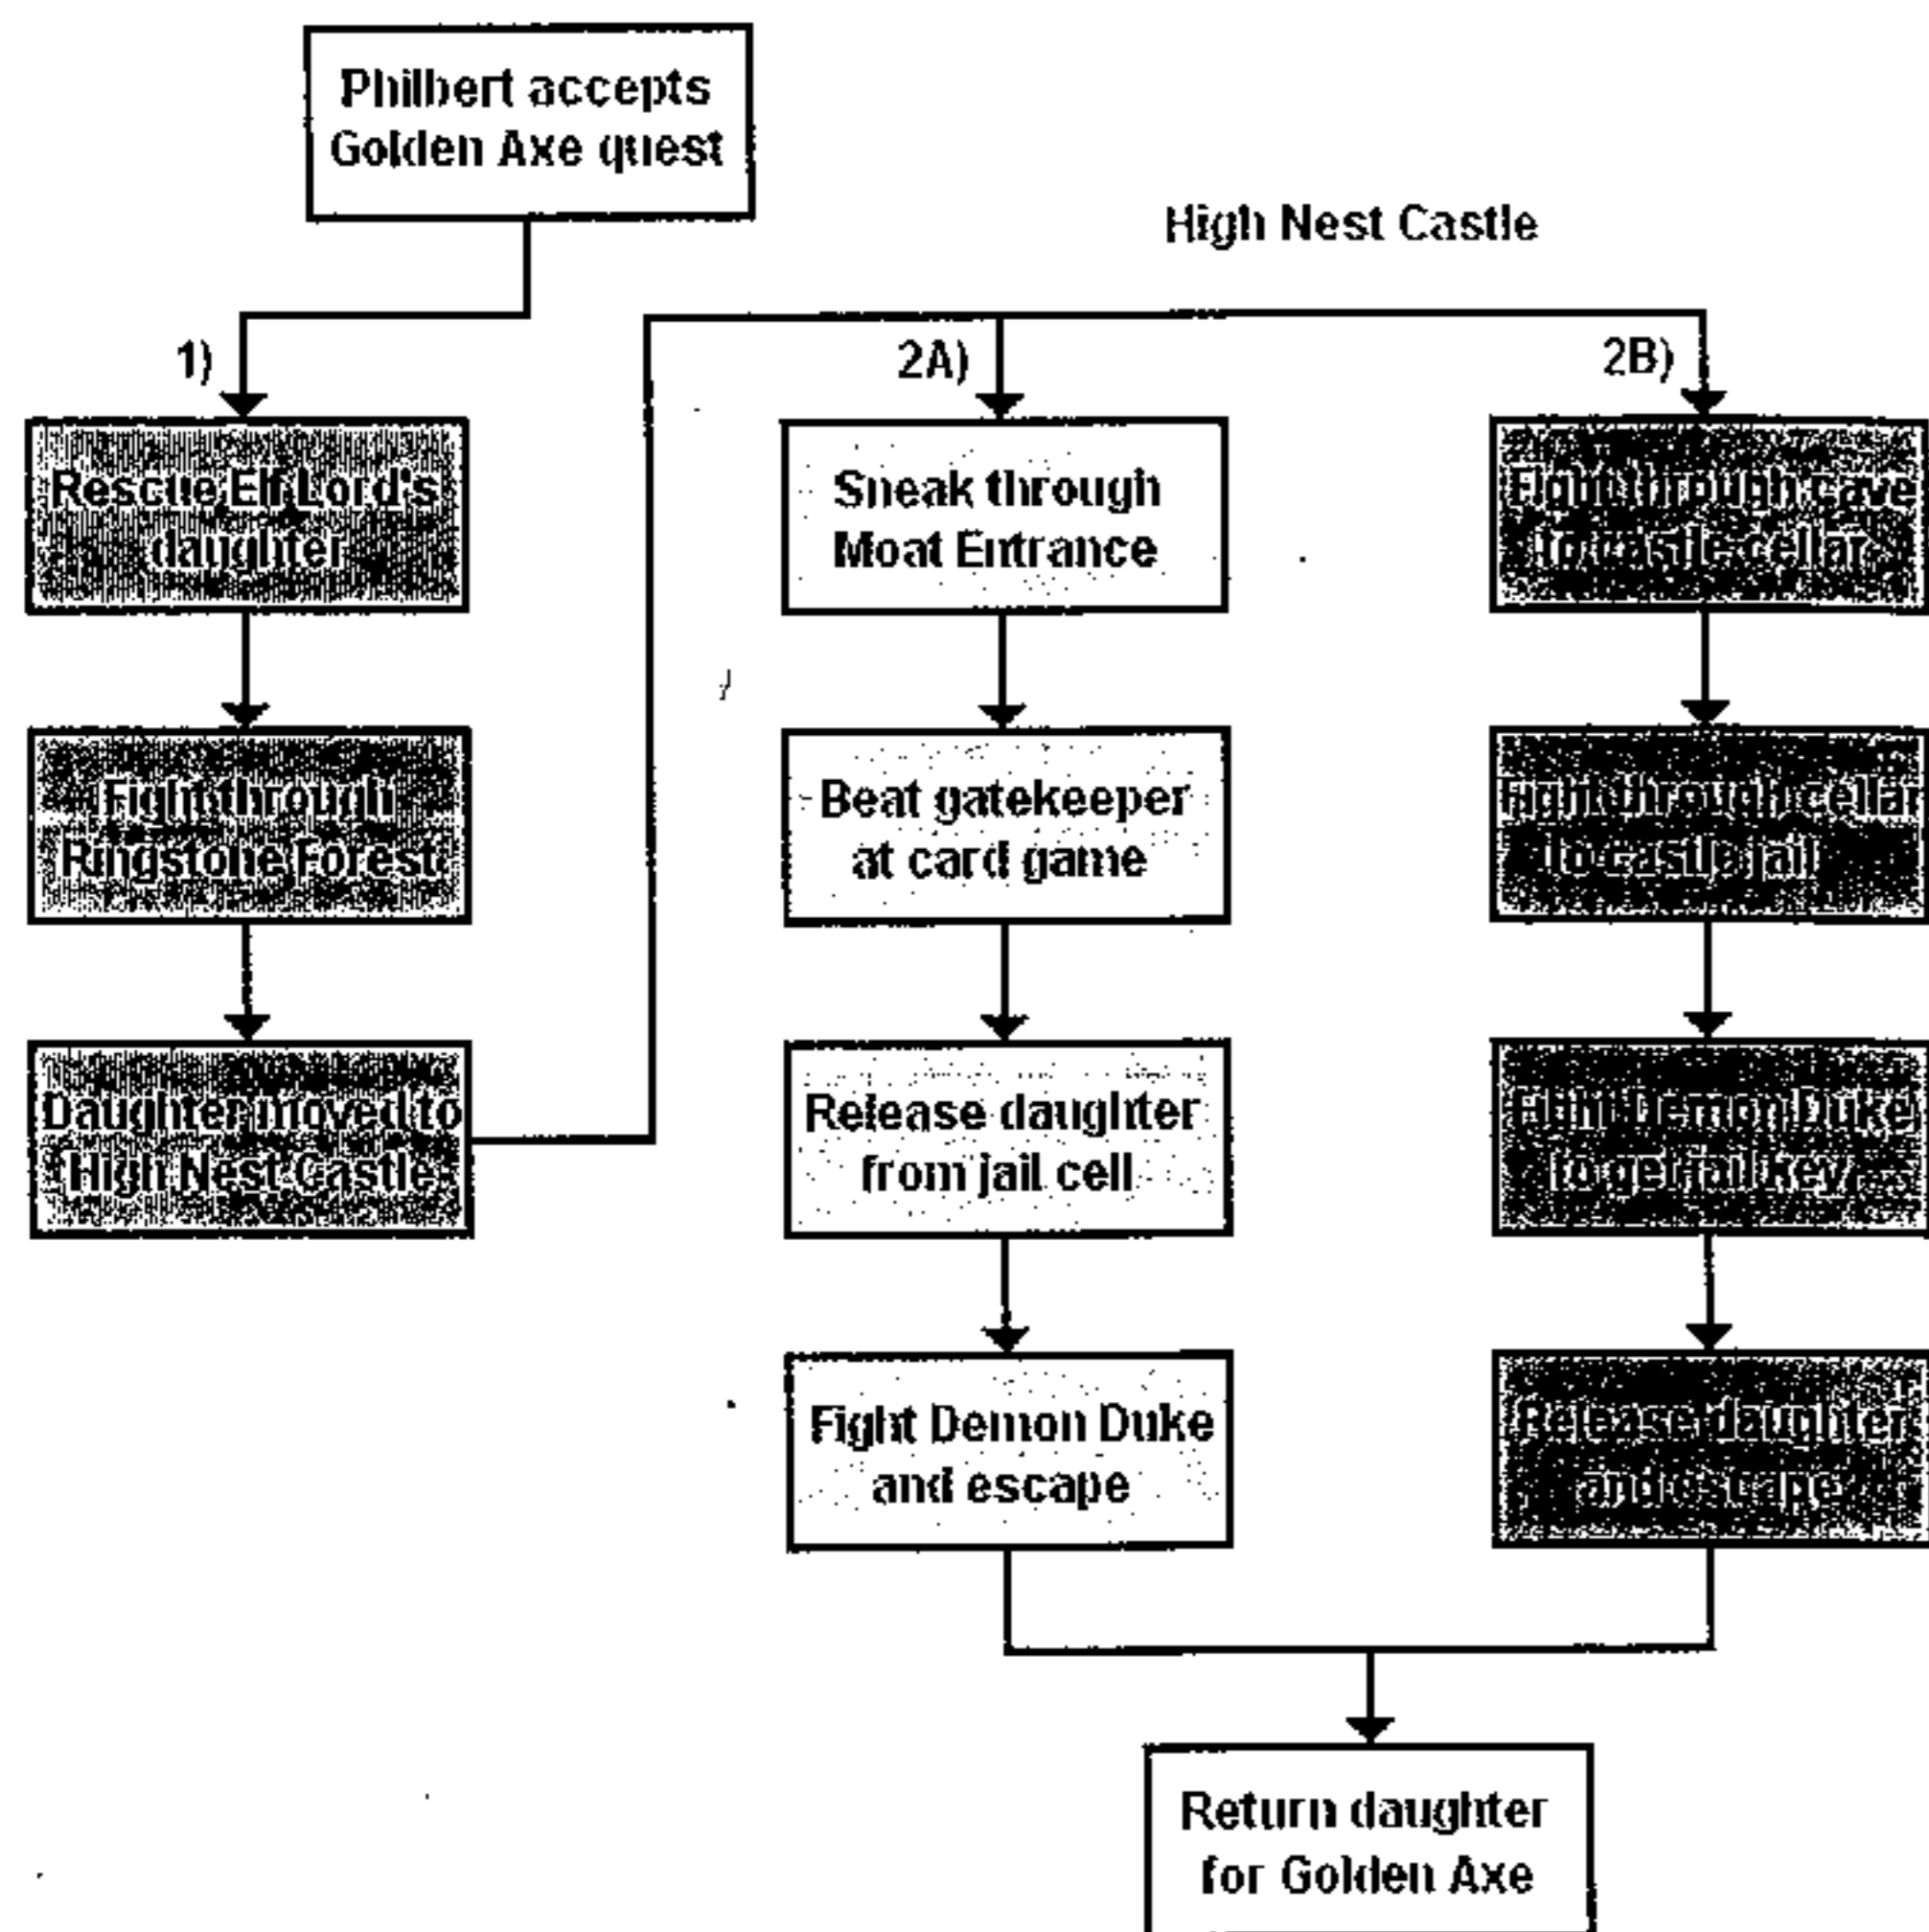 Philbert accepts
Golden Axe quest
High Nest Castle
1)
Rescue Elf Lord's
daughter
Fight through
Ringstone Forest
Daughter moved to
High Nest Castle
2A)
Sneak through
Moat Entrance
Beat gatekeeper
at card game
Release daughter
from jail cell
Fight Demon Duke
and escape
2B)
Fight through cave
to castle cellar
Fight through cellar
to castle jail
Fight Demon Duke
to get jail key
Release daughter
and escape
Return daughter
for Golden Axe